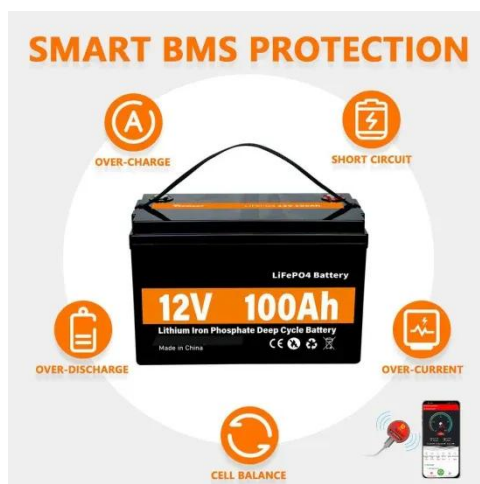 SMART BMS PROTECTION
OVER-CHARGE
SHORT CIRCUIT
LiFePO4 Battery
12V 100Ah
Lithium Iron Phosphate Deep Cycle Battery
Made in China
CE
OVER-DISCHARGE
OVER-CURRENT
CELL BALANCE